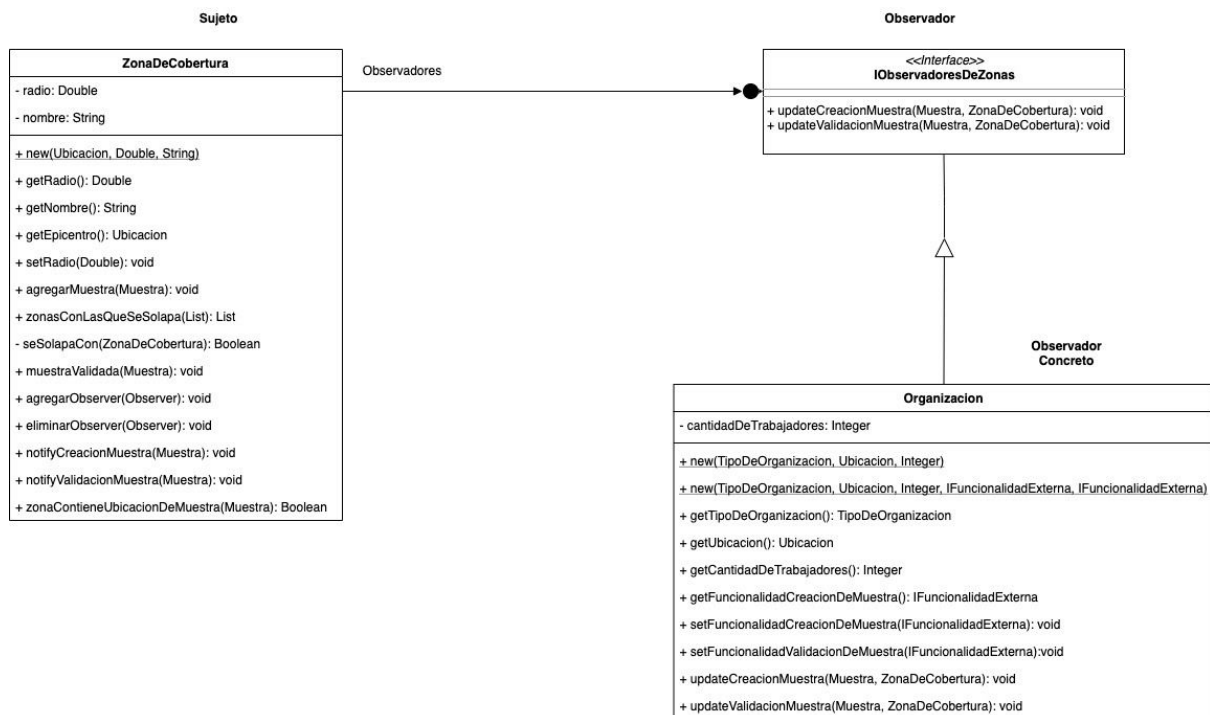 Sujeto
ZonaDeCobertura
- radio: Double
- nombre: String
+ new(Ubicacion, Double, String)
+ getRadio(): Double
+ getNombre(): String
+ getEpicentro(): Ubicacion
+ setRadio(Double): void
+ agregarMuestra(Muestra): void
+ zonasConLasQueSeSolapa(List): List
- seSolapaCon(ZonaDeCobertura): Boolean
+ muestraValidada(Muestra): void
+ agregarObserver(Observer): void
+ eliminarObserver(Observer): void
+ notifyCreacionMuestra(Muestra): void
+ notifyValidacionMuestra(Muestra): void
+ zonaContieneUbicacionDeMuestra(Muestra): Boolean
Observadores
Observador
<<Interface>>
IObservadoresDeZonas
+ updateCreacionMuestra(Muestra, ZonaDeCobertura): void
+ updateValidacionMuestra(Muestra, ZonaDeCobertura): void
Observador
Concreto
Organizacion
- cantidadDeTrabajadores: Integer
+ new(TipoDeOrganizacion, Ubicacion, Integer)
+ new(TipoDeOrganizacion, Ubicacion, Integer, IFuncionalidadExterna, IFuncionalidadExterna)
+ getTipoDeOrganizacion(): TipoDeOrganizacion
+ getUbicacion(): Ubicacion
+ getCantidadDeTrabajadores(): Integer
+ getFuncionalidadCreacionDeMuestra(): IFuncionalidadExterna
+ setFuncionalidadCreacionDeMuestra(IFuncionalidadExterna): void
+ setFuncionalidadValidacionDeMuestra(IFuncionalidadExterna):void
+ updateCreacionMuestra(Muestra, ZonaDeCobertura): void
+ updateValidacionMuestra(Muestra, ZonaDeCobertura): void